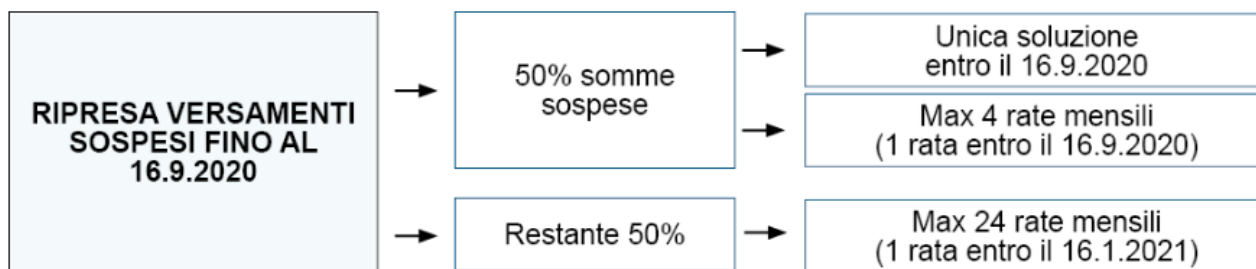 RIPRESA VERSAMENTI
SOSPESI FINO AL
16.9.2020
50% somme
sospese
Unica soluzione
entro il 16.9.2020
Max 4 rate mensili
(1 rata entro il 16.9.2020)
Restante 50%
Max 24 rate mensili
(1 rata entro il 16.1.2021)